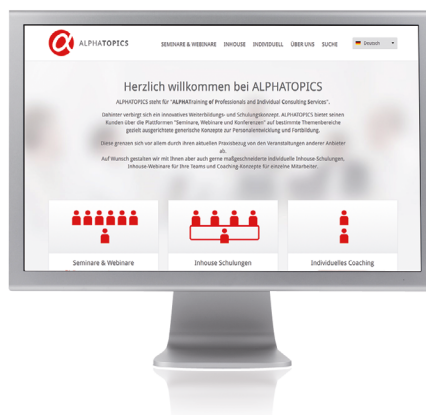 ALPHATOPICS
SEMINARE & WEBINARE INHOUSE INDIVIDUELL ÜBER UNS SUCHE
Deutsch
Herzlich willkommen bei ALPHATOPICS
ALPHATOPICS steht für "ALPHATraining of Professionals and Individual Consulting Services".
Dahinter verbirgt sich ein innovatives Weiterbildungs- und Schulungskonzept. ALPHATOPICS bietet seinen
Kunden über die Plattformen "Seminare, Webinare und Konferenzen" auf bestimmte Themenbereiche
gezielt ausgerichtete generische Konzepte zur Personalentwicklung und Fortbildung.
Diese grenzen sich vor allem durch ihren aktuellen Praxisbezug von den Veranstaltungen anderer Anbieter
ab.
Auf Wunsch gestalten wir mit Ihnen aber auch gerne maßgeschneiderte individuelle Inhouse-Schulungen,
Inhouse-Webinare für Ihre Teams und Coaching-Konzepte für einzelne Mitarbeiter.
Seminare & Webinare
Inhouse Schulungen
Individuelles Coaching